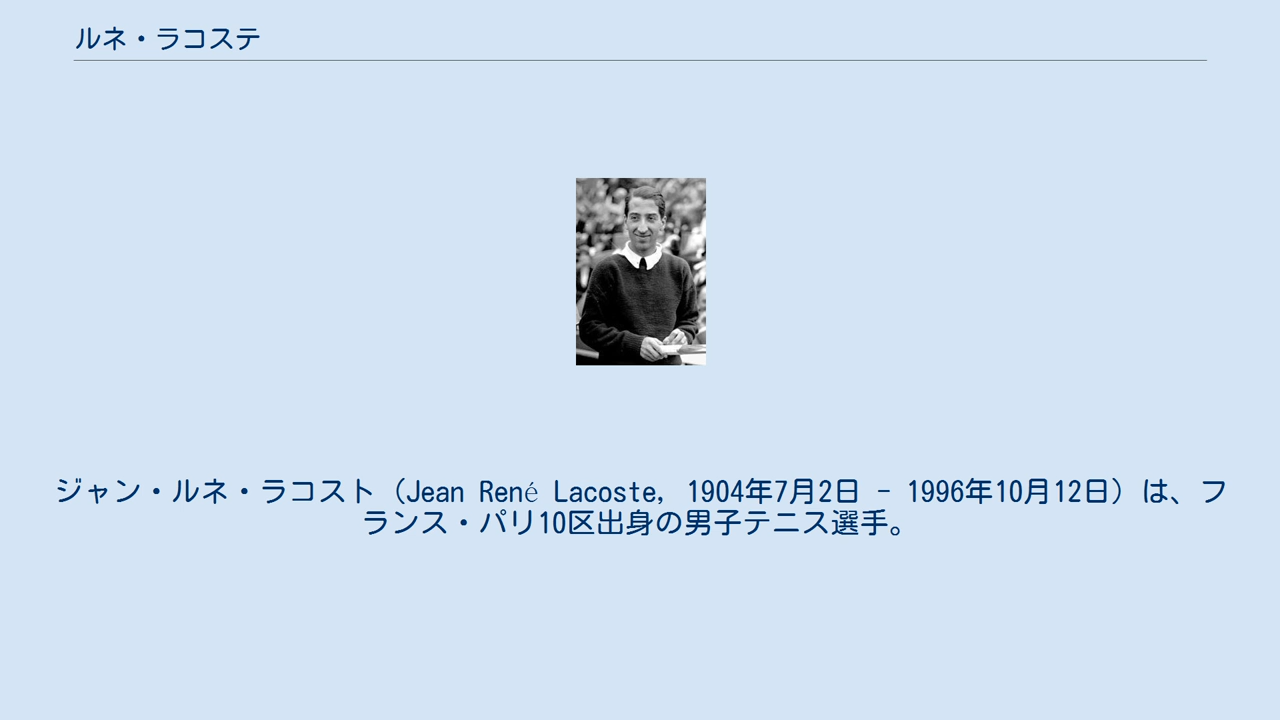 ルネ・ラコステ
ジャン・ルネ・ラコスト（Jean René Lacoste, 1904年7月2日 - 1996年10月12日）は、フ
ランス・パリ10区出身の男子テニス選手。